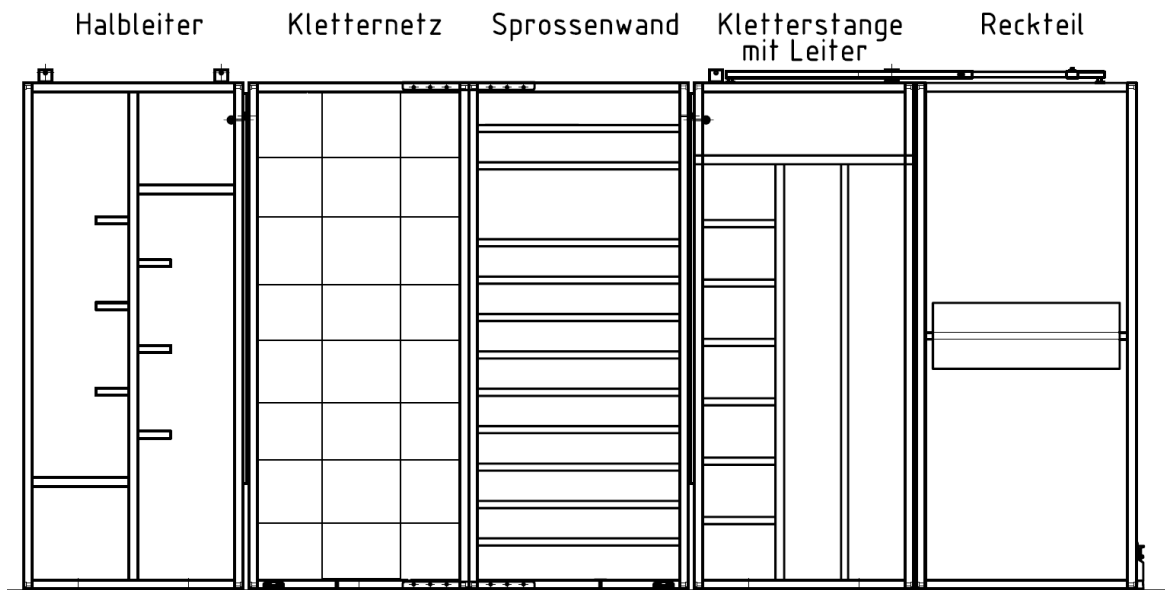 Halbleiter
Kletternetz
Sprossenwand
Kletterstange
mit Leiter
Reckteil